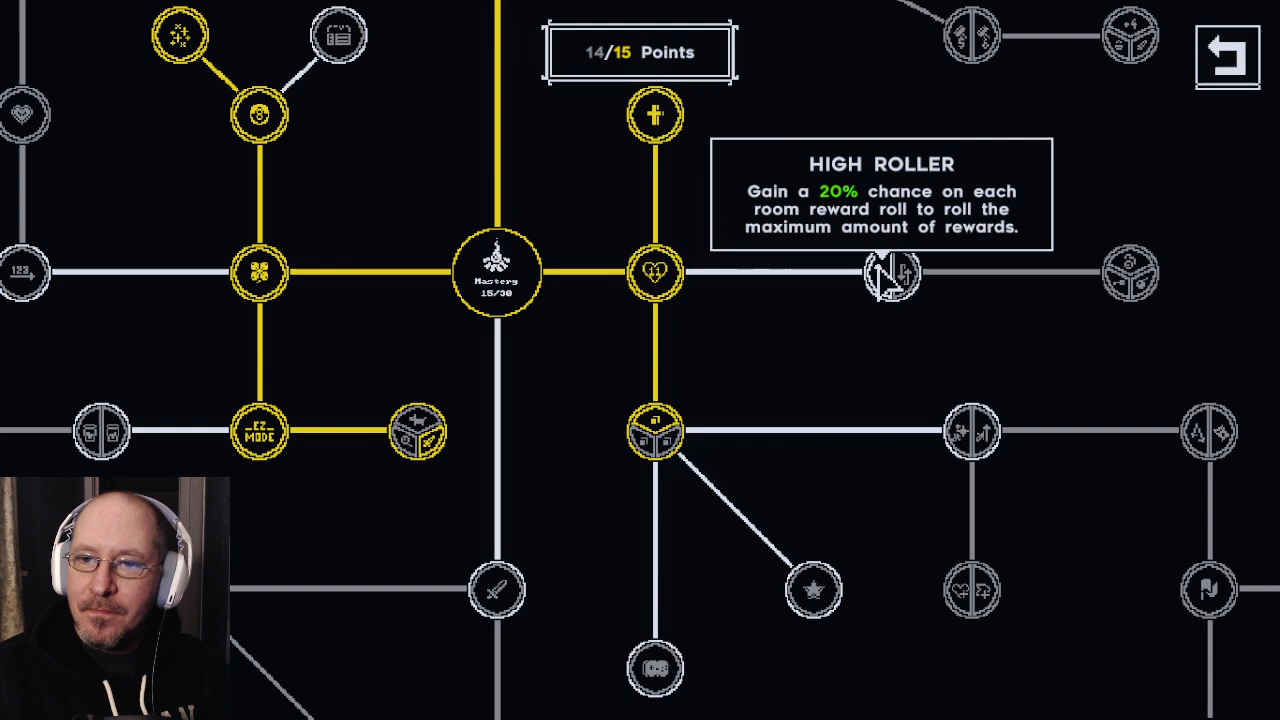 14/15 Points
HIGH ROLLER
Gain a 20% chance on each
room reward roll to roll the
maximum amount of rewards.
123
Mastery
15/30
EZ
MODE